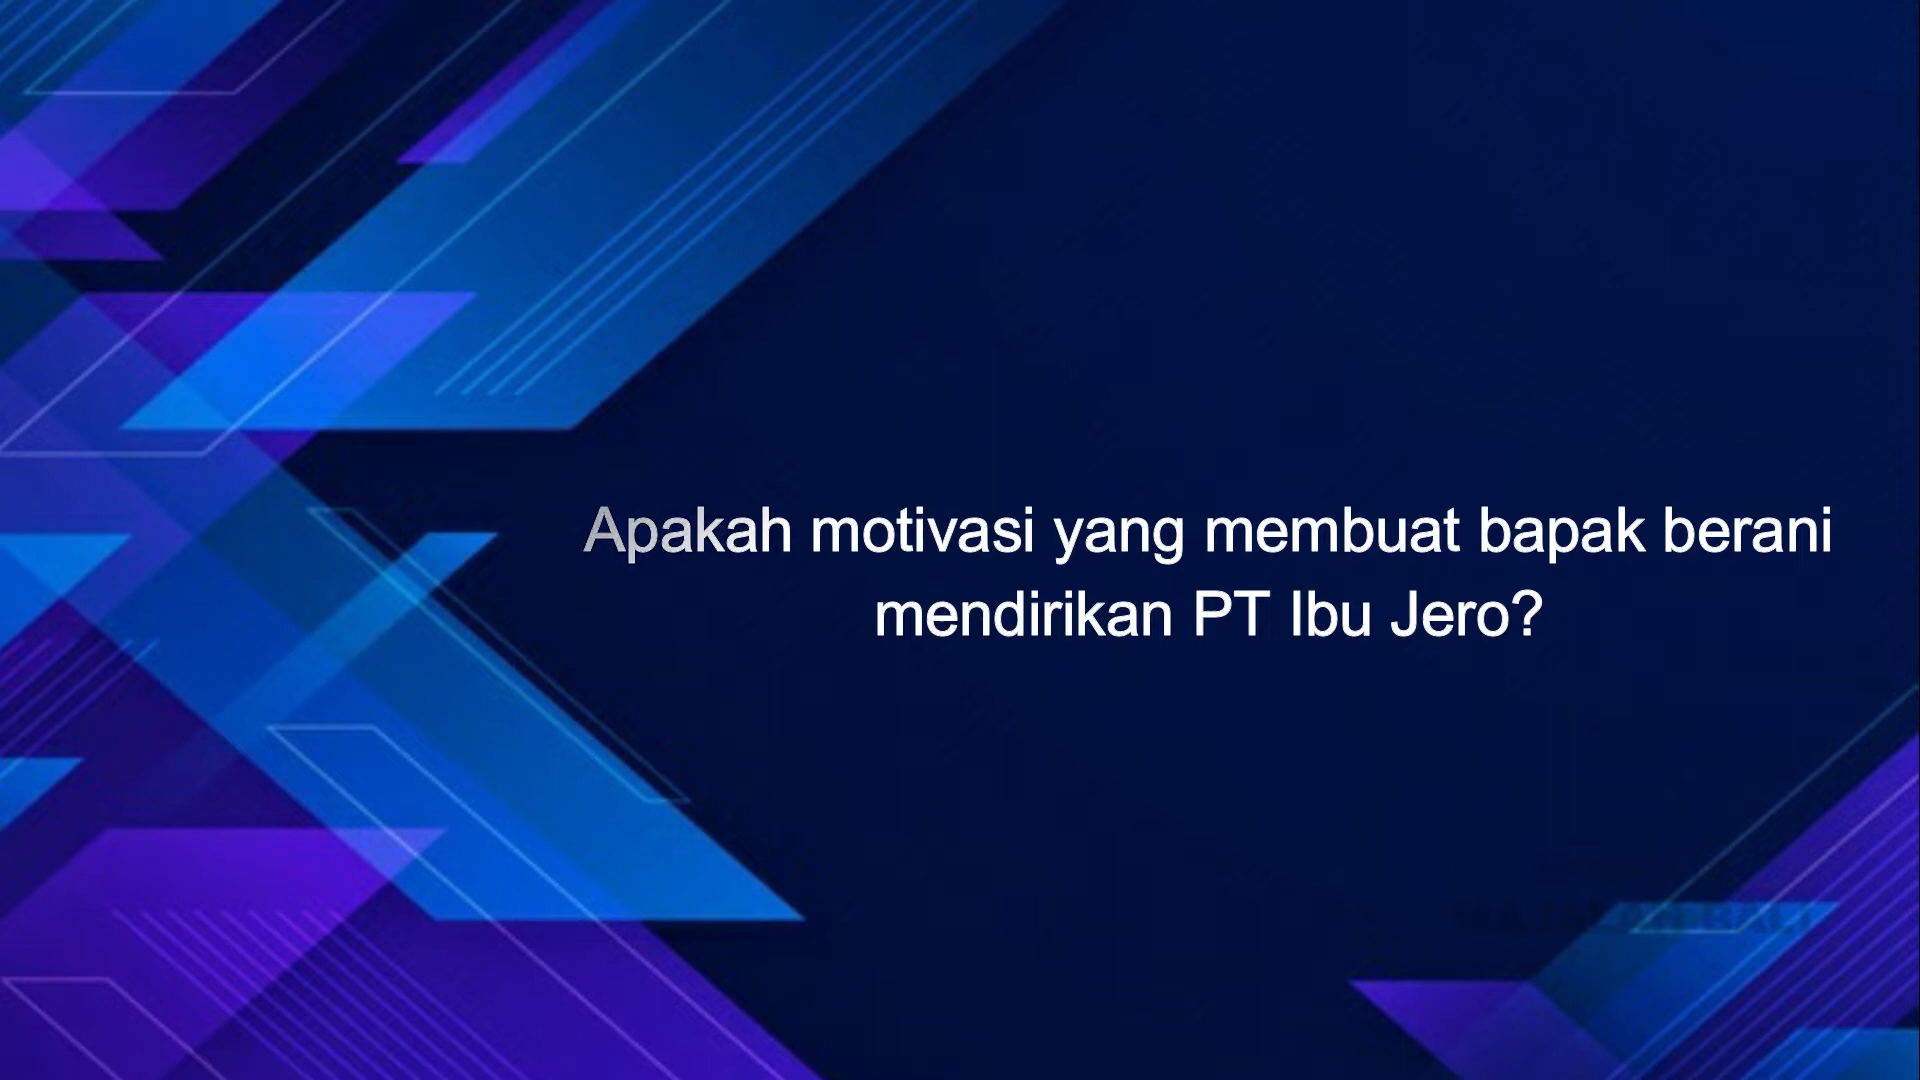 Apakah motivasi yang membuat bapak berani
mendirikan PT Ibu Jero?